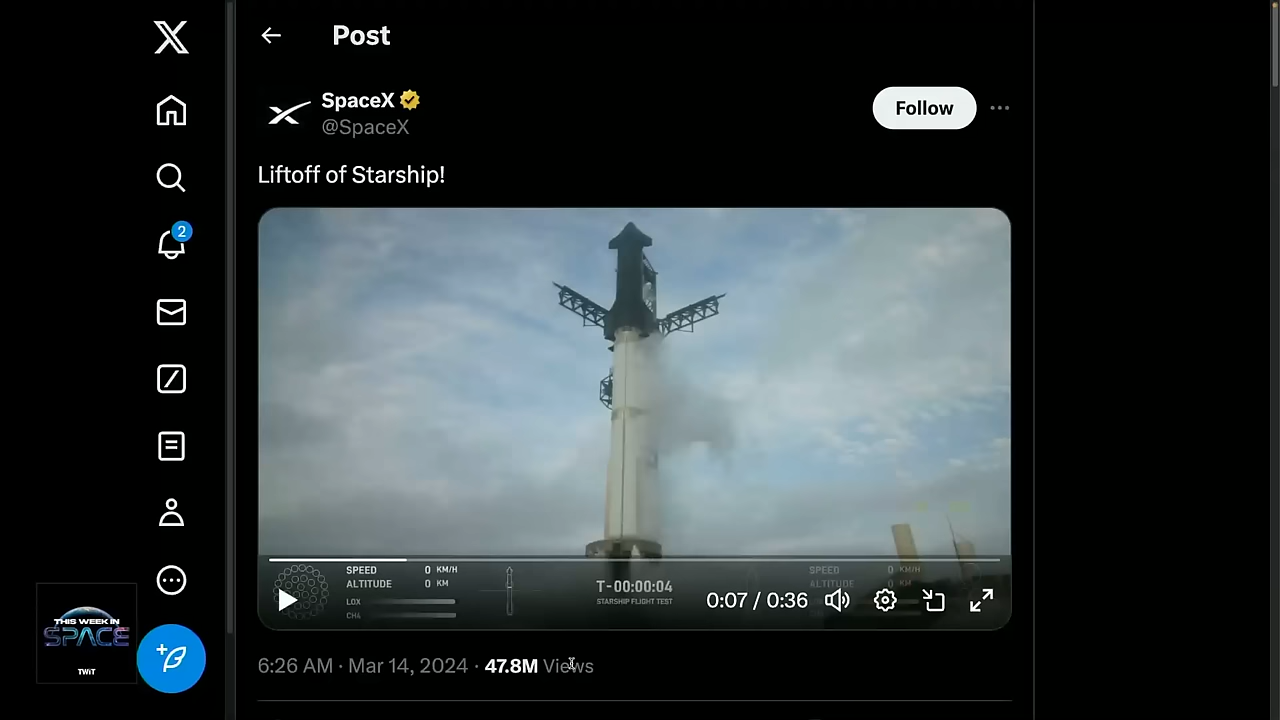 Post
SpaceX
@SpaceX
Follow
Liftoff of Starship!
2
SPEED 0 KM/H
ALTITUDE 0 KM
LOX
CH4
T-00:00:04
STARSHIP FLIGHT TEST
SPEED 0 KM/H
ALTITUDE 0 KM
0:07 / 0:36
6:26 AM · Mar 14, 2024 · 47.8M Views
THIS WEEK IN
SPACE
TWiT